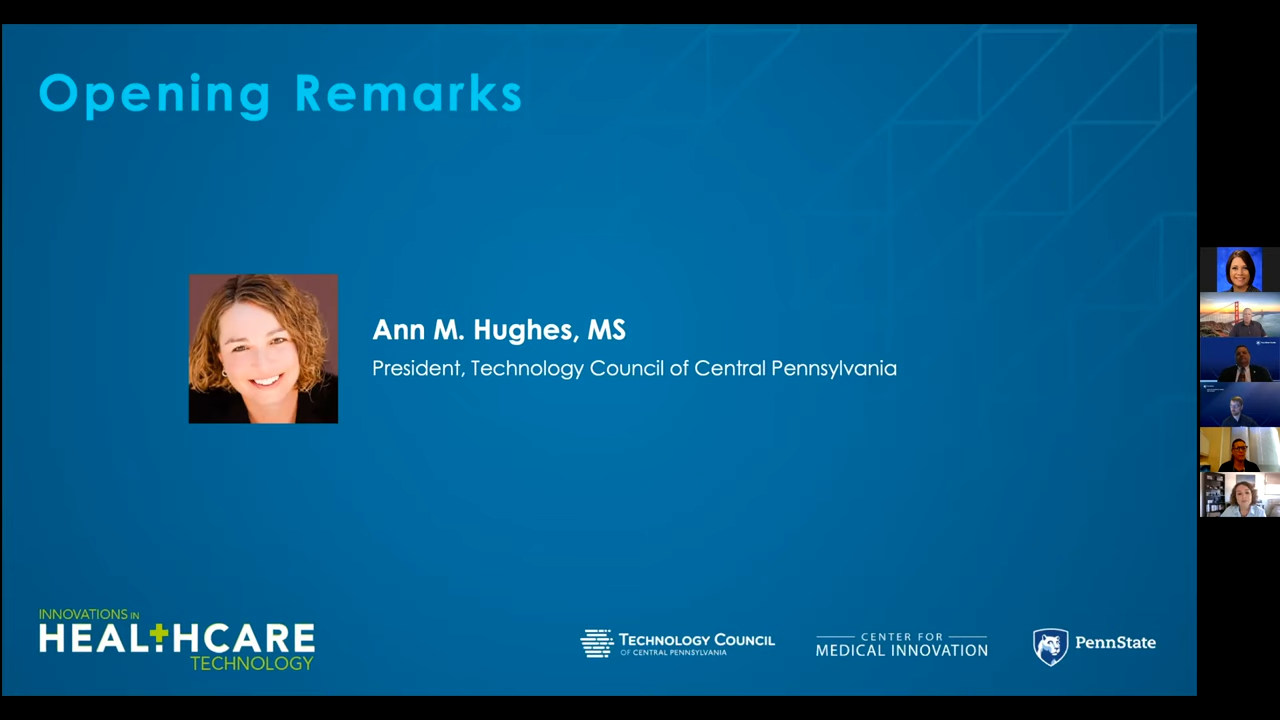 Opening Remarks
Ann M. Hughes, MS
President, Technology Council of Central Pennsylvania
INNOVATIONS IN
HEALTHCARE
TECHNOLOGY
TECHNOLOGY COUNCIL
OF CENTRAL PENNSYLVANIA
CENTER FOR
MEDICAL INNOVATION
PennState